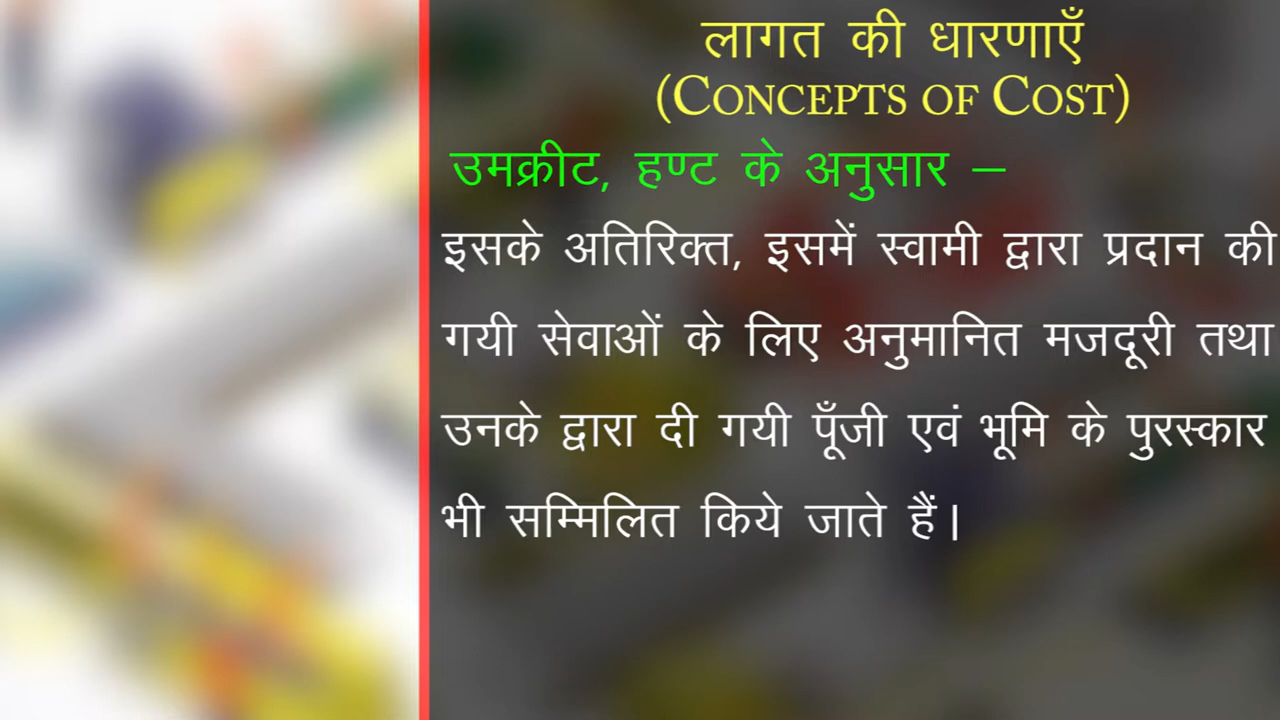 लागत की धारणाएँ
(CONCEPTS OF COST)
उमक्रीट, हण्ट के अनुसार –
इसके अतिरिक्त, इसमें स्वामी द्वारा प्रदान की
गयी सेवाओं के लिए अनुमानित मजदूरी तथा
उनके द्वारा दी गयी पूँजी एवं भूमि के पुरस्कार
भी सम्मिलित किये जाते हैं।